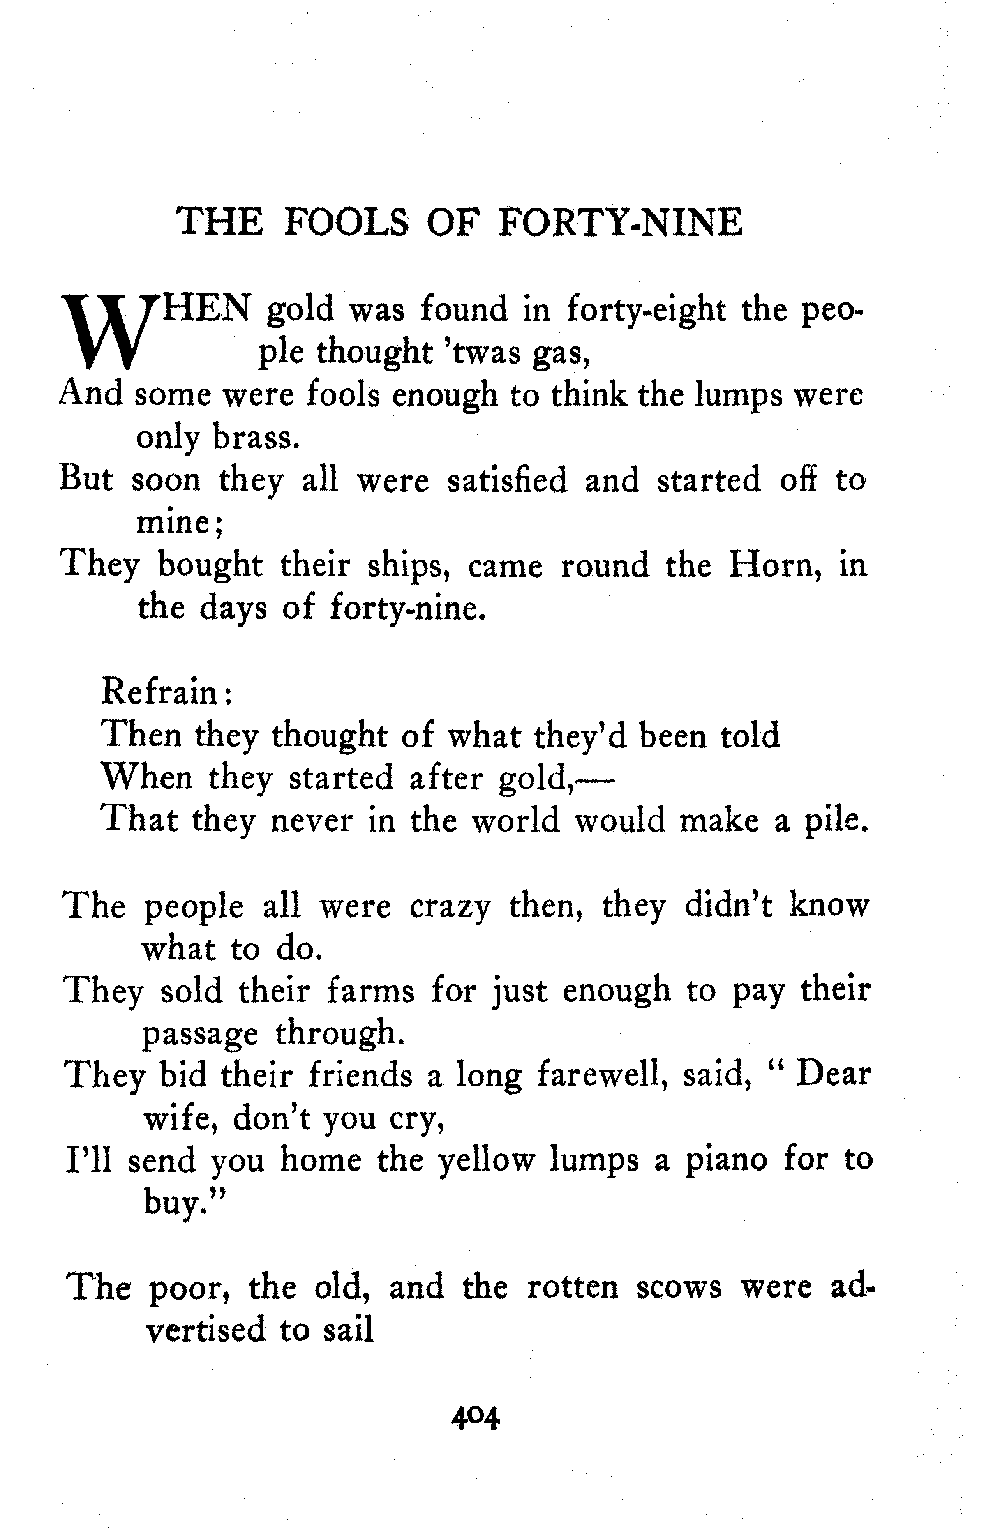 THE FOOLS OF FORTY-NINE
WHEN gold was found in forty-eight the peo-
ple thought 'twas gas,
And some were fools enough to think the lumps were
only brass.
But soon they all were satisfied and started off to
mine;
They bought their ships, came round the Horn, in
the days of forty-nine.
Refrain:
Then they thought of what they'd been told
When they started after gold,—
That they never in the world would make a pile.
The people all were crazy then, they didn't know
what to do.
They sold their farms for just enough to pay their
passage through.
They bid their friends a long farewell, said, " Dear
wife, don't you cry,
I'll send you home the yellow lumps a piano for to
buy."
The poor, the old, and the rotten scows were ad-
vertised to sail
404